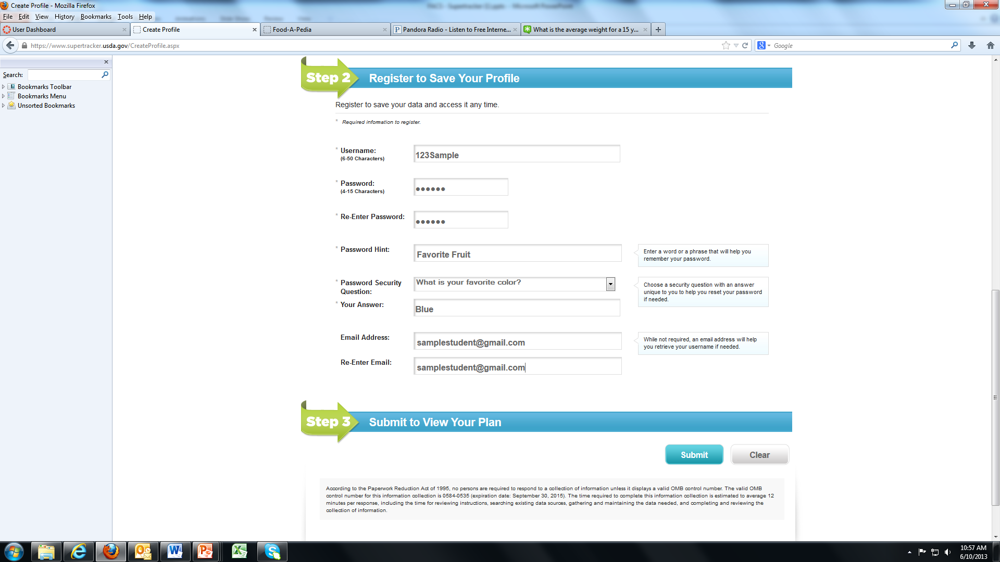 Create Profile - Mozilla Firefox
File Edit View History Bookmarks Tools Help
User Dashboard
Create Profile
Food-A-Pedia
Pandora Radio - Listen to Free Interne...
What is the average weight for a 15 y...
https://www.supertracker.usda.gov/CreateProfile.aspx
Google
Search:
Bookmarks Toolbar
Bookmarks Menu
Unsorted Bookmarks
Step 2
Register to Save Your Profile
Register to save your data and access it any time.
* Required information to register.
* Username:
(6-50 Characters)
123Sample
* Password:
(4-15 Characters)
••••••
* Re-Enter Password:
••••••
* Password Hint:
Favorite Fruit
Enter a word or a phrase that will help you
remember your password.
* Password Security
Question:
What is your favorite color?
Choose a security question with an answer
unique to you to help you reset your password
if needed.
* Your Answer:
Blue
Email Address:
samplestudent@gmail.com
While not required, an email address will help
you retrieve your username if needed.
Re-Enter Email:
samplestudent@gmail.com
Step 3
Submit to View Your Plan
Submit
Clear
According to the Paperwork Reduction Act of 1995, no persons are required to respond to a collection of information unless it displays a valid OMB control number. The valid OMB
control number for this information collection is 0584-0535 (expiration date: September 30, 2015). The time required to complete this information collection is estimated to average 12
minutes per response, including the time for reviewing instructions, searching existing data sources, gathering and maintaining the data needed, and completing and reviewing the
collection of information.
10:57 AM
6/10/2013